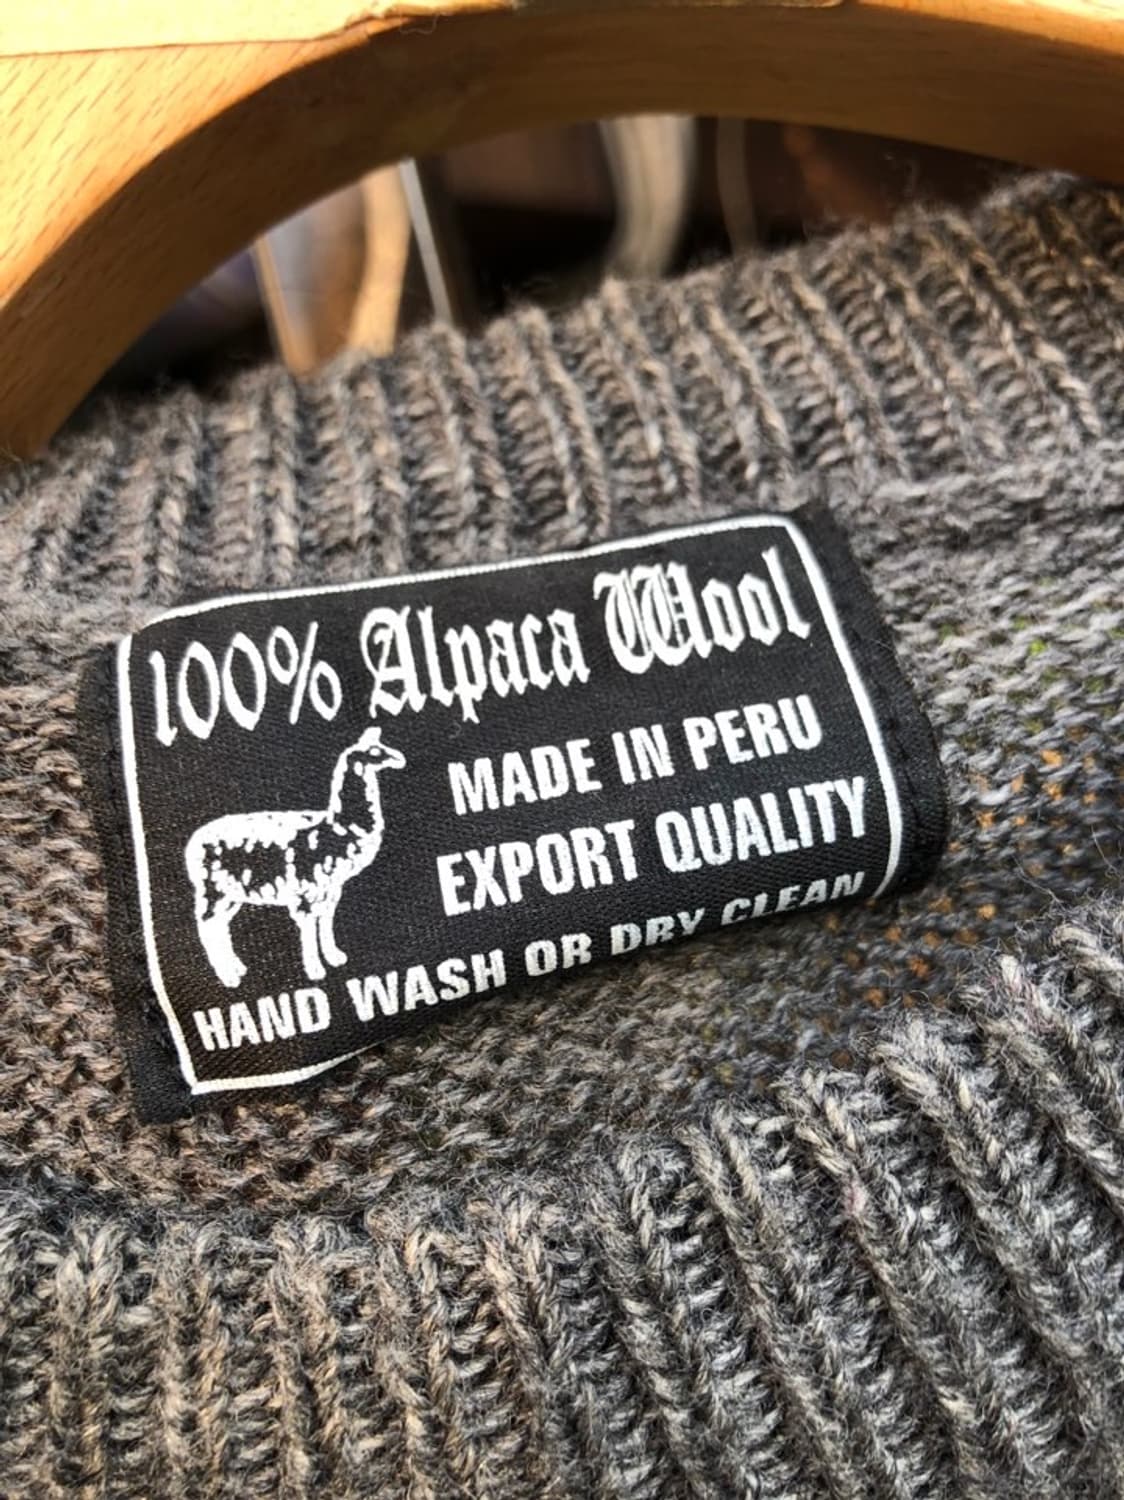 100% Alpaca Wool
MADE IN PERU
EXPORT QUALITY
HAND WASH OR DRY CLEAN